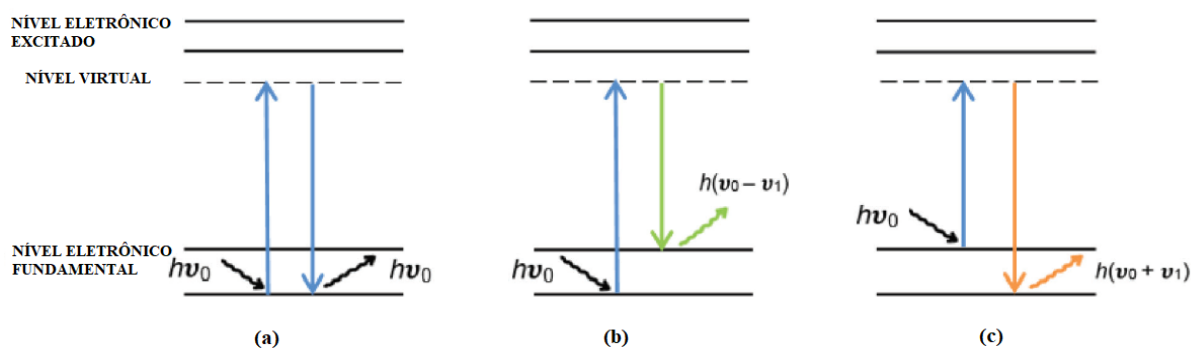 NÍVEL ELETRÔNICO
EXCITADO
NÍVEL VIRTUAL
NÍVEL ELETRÔNICO
FUNDAMENTAL
hυ₀
hυ₀
(a)
hυ₀
h(υ₀ – υ₁)
(b)
hυ₀
h(υ₀ + υ₁)
(c)